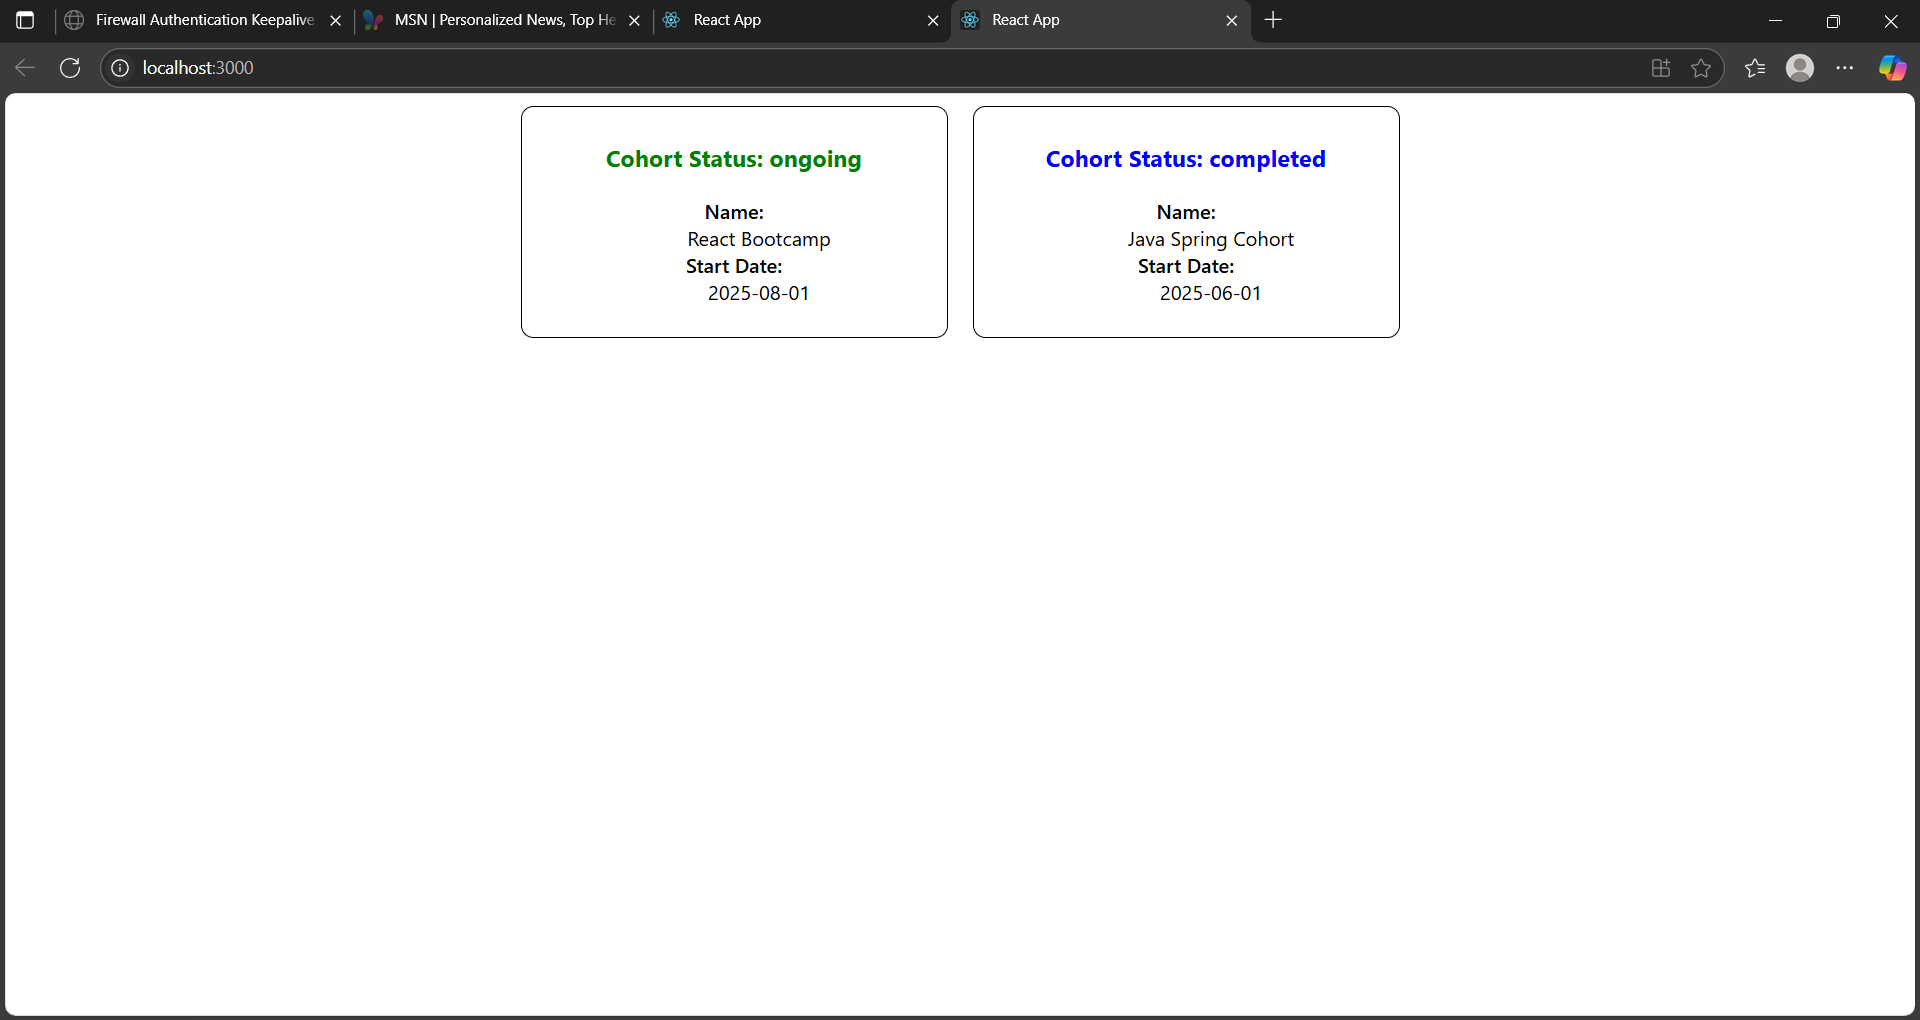 Firewall Authentication Keepalive
MSN | Personalized News, Top He
React App
React App
localhost:3000
Cohort Status: ongoing
Name:
React Bootcamp
Start Date:
2025-08-01
Cohort Status: completed
Name:
Java Spring Cohort
Start Date:
2025-06-01